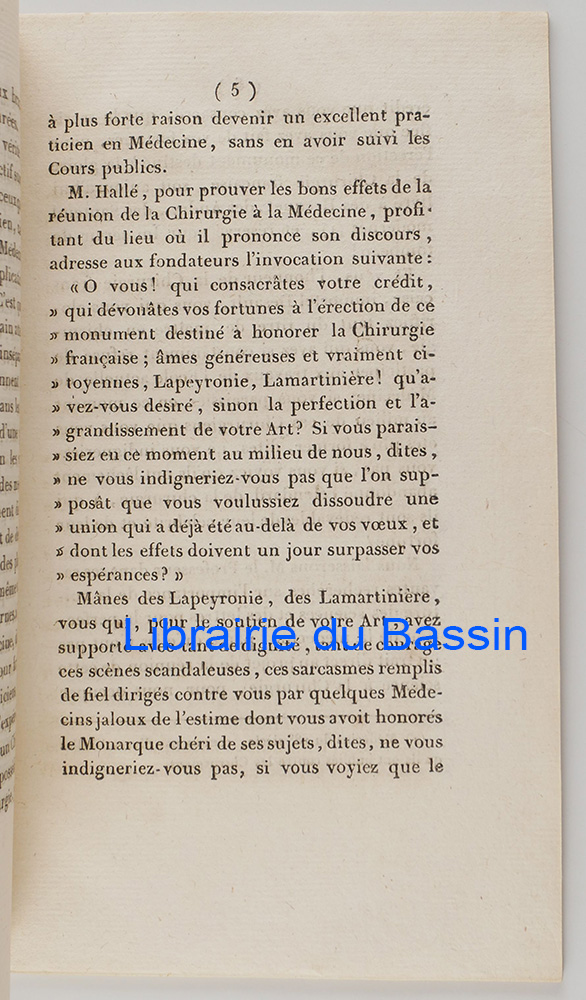 ( 5 )
à plus forte raison devenir un excellent pra-
ticien en Médecine, sans en avoir suivi les
Cours publics.
M. Hallé, pour prouver les bons effets de la
réunion de la Chirurgie à la Médecine, profi-
tant du lieu où il prononce son discours,
adresse aux fondateurs l'invocation suivante:
« O vous! qui consacrâtes votre crédit,
» qui dévouâtes vos fortunes à l'érection de ce
» monument destiné à honorer la Chirurgie
» française; âmes généreuses et vraiment ci-
» toyennes, Lapeyronie, Lamartinière! qu'a-
» vez-vous desiré, sinon la perfection et l'a-
» grandissement de votre Art? Si vous parais-
» siez en ce moment au milieu de nous, dites,
» ne vous indigneriez-vous pas que l'on sup-
» posât que vous voulussiez dissoudre une
» union qui a déjà été au-delà de vos vœux, et
» dont les effets doivent un jour surpasser vos
» espérances? »
Mânes des Lapeyronie, des Lamartinière,
vous qui, pour le soutien de votre Art, avez
supporté avec tant de dignité, tant de courage
Librairie du Bassin
ces scènes scandaleuses, ces sarcasmes remplis
de fiel dirigés contre vous par quelques Méde-
cins jaloux de l'estime dont vous avoit honorés
le Monarque chéri de ses sujets, dites, ne vous
indigneriez-vous pas, si vous voyiez que le